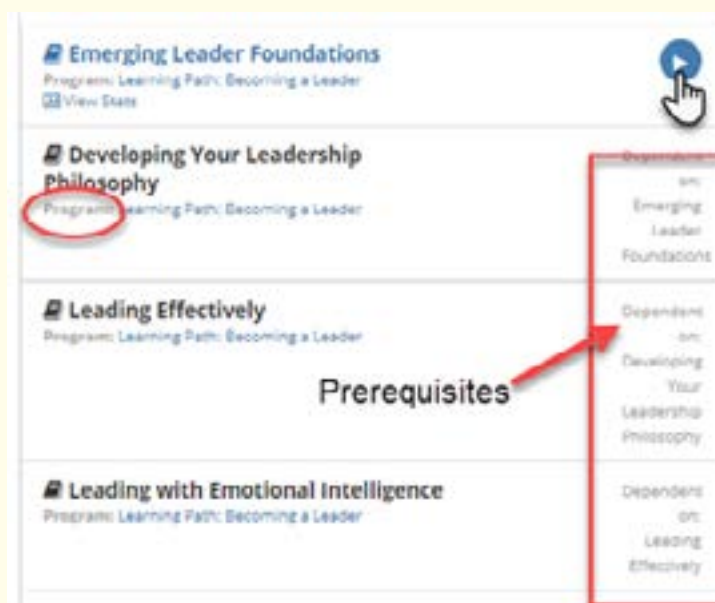 Emerging Leader Foundations
Program: Learning Path: Becoming a Leader
View Stats
Developing Your Leadership
Philosophy
Program: Learning Path: Becoming a Leader
Dependent
on:
Emerging
Leader
Foundations
Leading Effectively
Program: Learning Path: Becoming a Leader
Dependent
on:
Developing
Your
Leadership
Philosophy
Prerequisites
Leading with Emotional Intelligence
Program: Learning Path: Becoming a Leader
Dependent
on:
Leading
Effectively